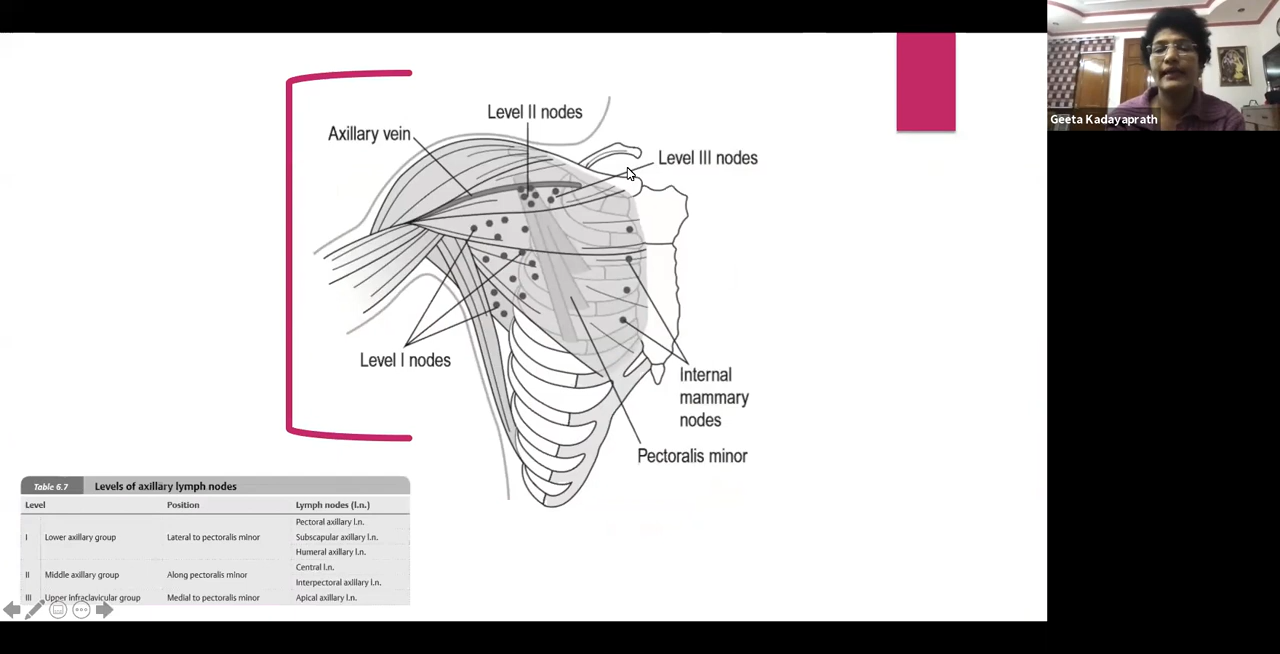 Geeta Kadayaprath
Level II nodes
Axillary vein
Level III nodes
Level I nodes
Internal
mammary
nodes
Pectoralis minor
Table 6.7 Levels of axillary lymph nodes
Level Position Lymph nodes (l.n.)
Pectoral axillary l.n.
I Lower axillary group Lateral to pectoralis minor Subscapular axillary l.n.
Humeral axillary l.n.
Central l.n.
II Middle axillary group Along pectoralis minor
Interpectoral axillary l.n.
III Upper infraclavicular group Medial to pectoralis minor Apical axillary l.n.